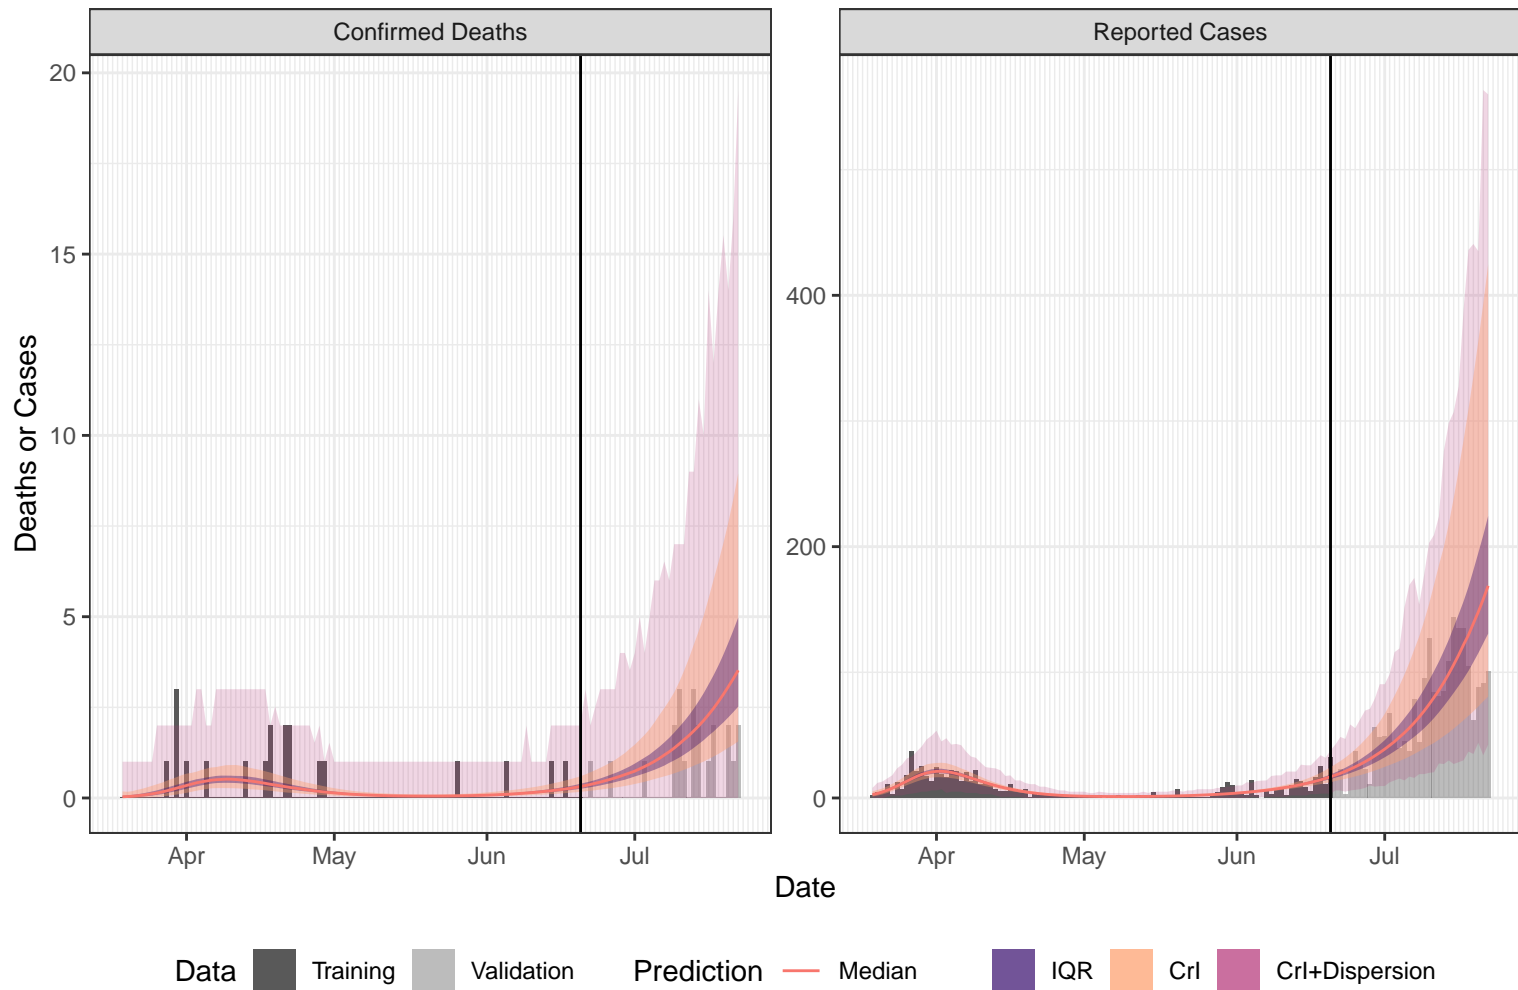 Confirmed Deaths
Reported Cases
Deaths or Cases
20
15
10
5
0
400
200
0
Apr May Jun Jul
Apr May Jun Jul
Date
Data Training Validation Prediction Median IQR CrI CrI+Dispersion